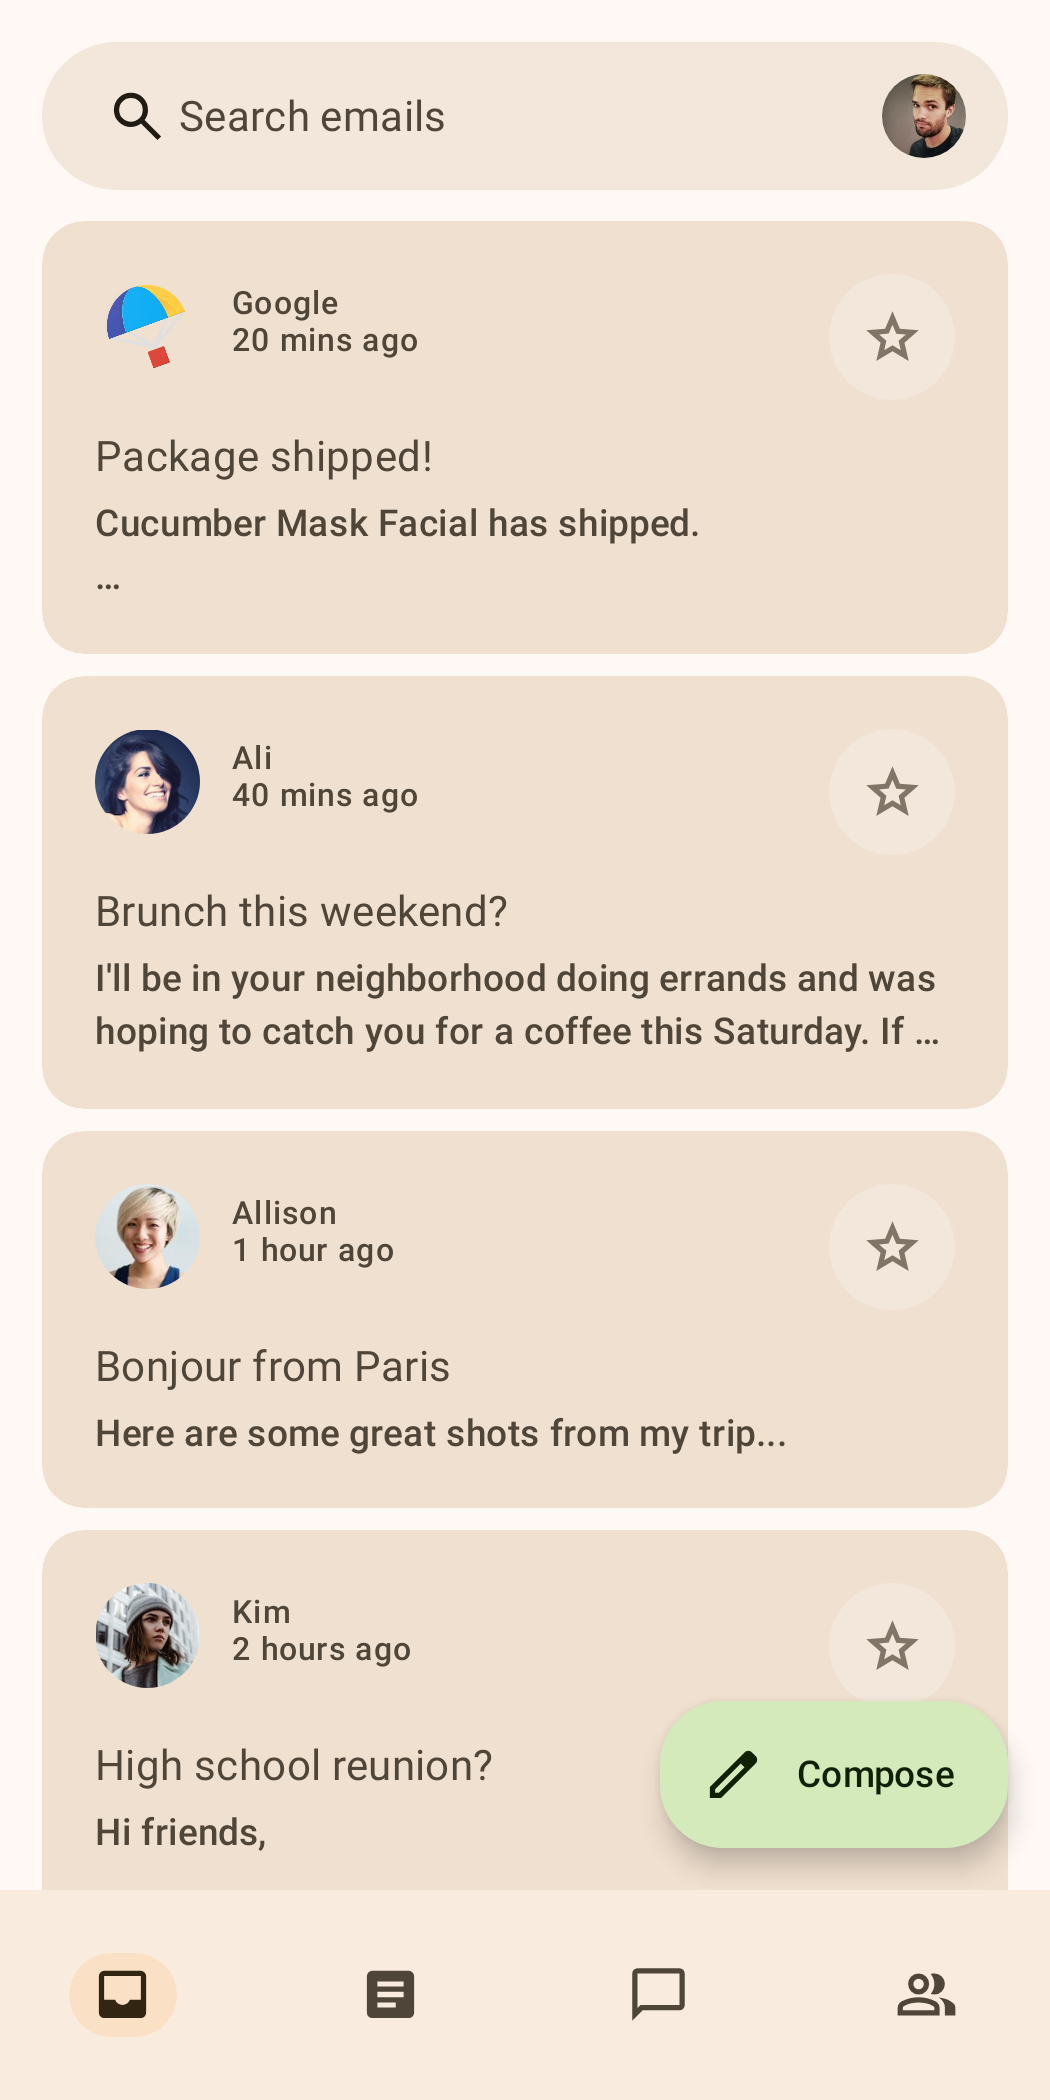 Search emails
Google
20 mins ago
Package shipped!
Cucumber Mask Facial has shipped.
…
Ali
40 mins ago
Brunch this weekend?
I'll be in your neighborhood doing errands and was
hoping to catch you for a coffee this Saturday. If …
Allison
1 hour ago
Bonjour from Paris
Here are some great shots from my trip...
Kim
2 hours ago
High school reunion?
Hi friends,
Compose